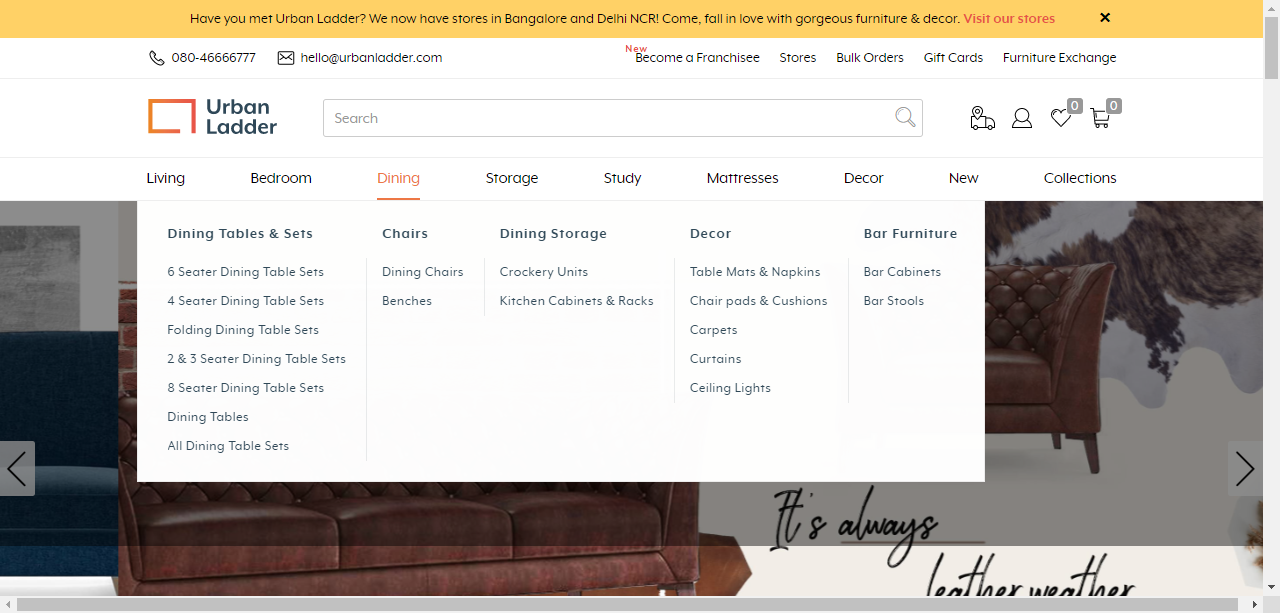 Have you met Urban Ladder? We now have stores in Bangalore and Delhi NCR! Come, fall in love with gorgeous furniture & decor. Visit our stores ✕
080-46666777 hello@urbanladder.com New Become a Franchisee Stores Bulk Orders Gift Cards Furniture Exchange
Urban
Ladder
Search
0 0
Living Bedroom Dining Storage Study Mattresses Decor New Collections
Dining Tables & Sets
6 Seater Dining Table Sets
4 Seater Dining Table Sets
Folding Dining Table Sets
2 & 3 Seater Dining Table Sets
8 Seater Dining Table Sets
Dining Tables
All Dining Table Sets
Chairs
Dining Chairs
Benches
Dining Storage
Crockery Units
Kitchen Cabinets & Racks
Decor
Table Mats & Napkins
Chair pads & Cushions
Carpets
Curtains
Ceiling Lights
Bar Furniture
Bar Cabinets
Bar Stools
It's always
leather weather